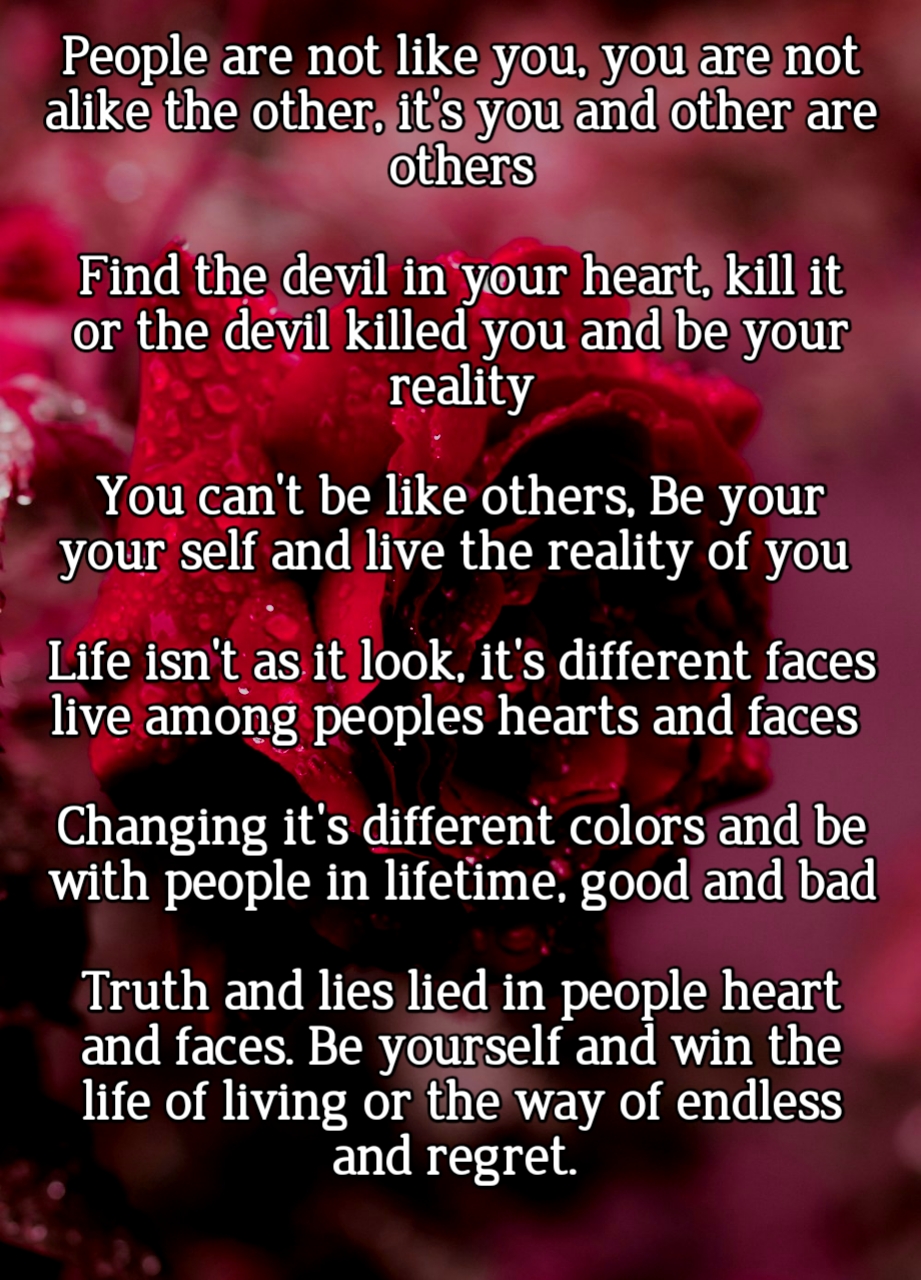 People are not like you, you are not
alike the other, it's you and other are
others
Find the devil in your heart, kill it
or the devil killed you and be your
reality
You can't be like others, Be your
your self and live the reality of you
Life isn't as it look, it's different faces
live among peoples hearts and faces
Changing it's different colors and be
with people in lifetime, good and bad
Truth and lies lied in people heart
and faces. Be yourself and win the
life of living or the way of endless
and regret.